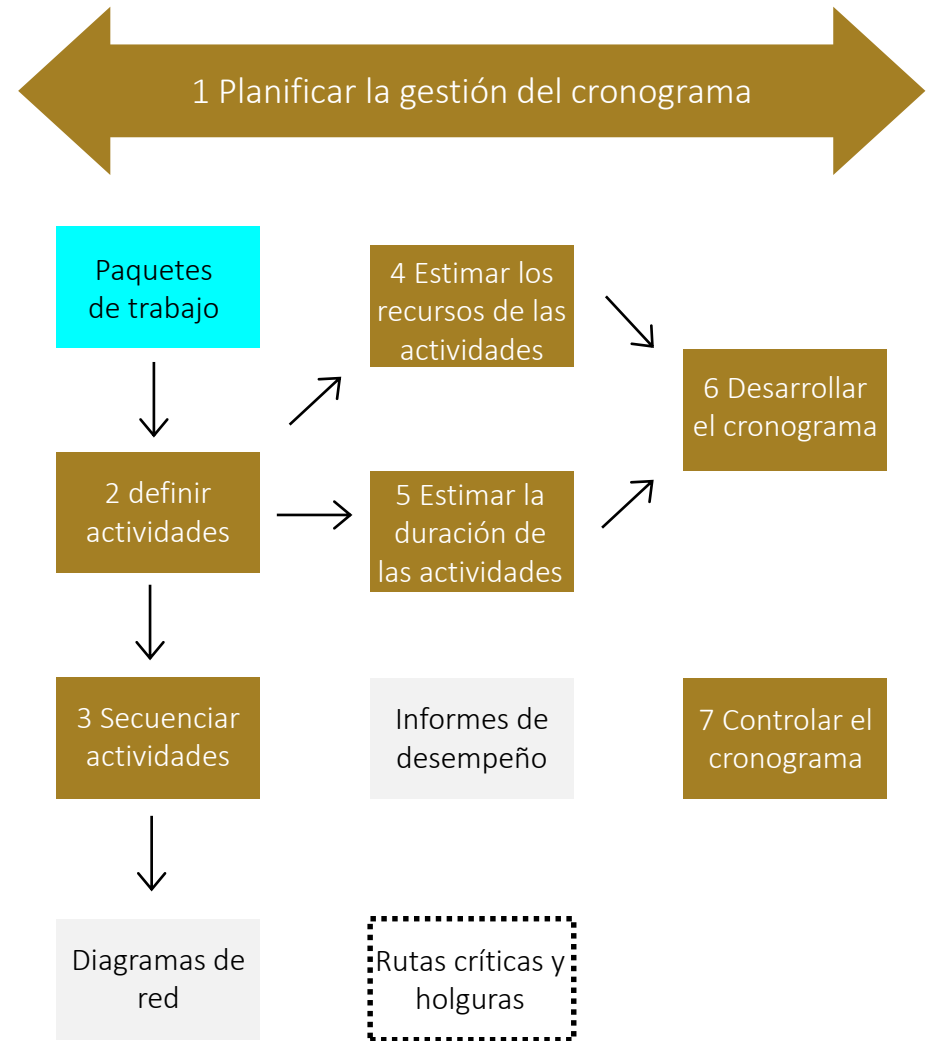 1 Planificar la gestión del cronograma
Paquetes
de trabajo
4 Estimar los
recursos de las
actividades
6 Desarrollar
el cronograma
2 definir
actividades
5 Estimar la
duración de
las actividades
3 Secuenciar
actividades
Informes de
desempeño
7 Controlar el
cronograma
Diagramas de
red
Rutas críticas y
holguras